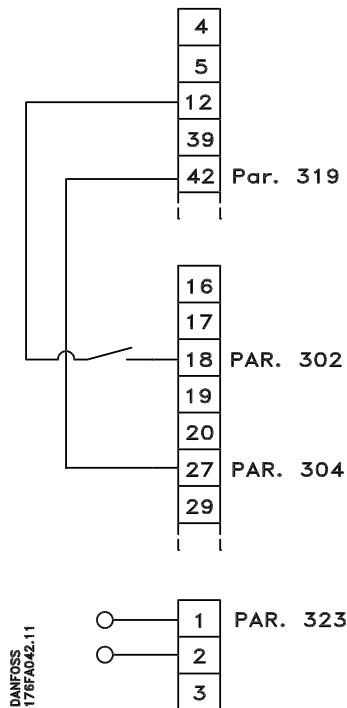 4
5
12
39
42 Par. 319
16
17
18 PAR. 302
19
20
27 PAR. 304
29
1 PAR. 323
2
3
DANFOSS
176FA042.11